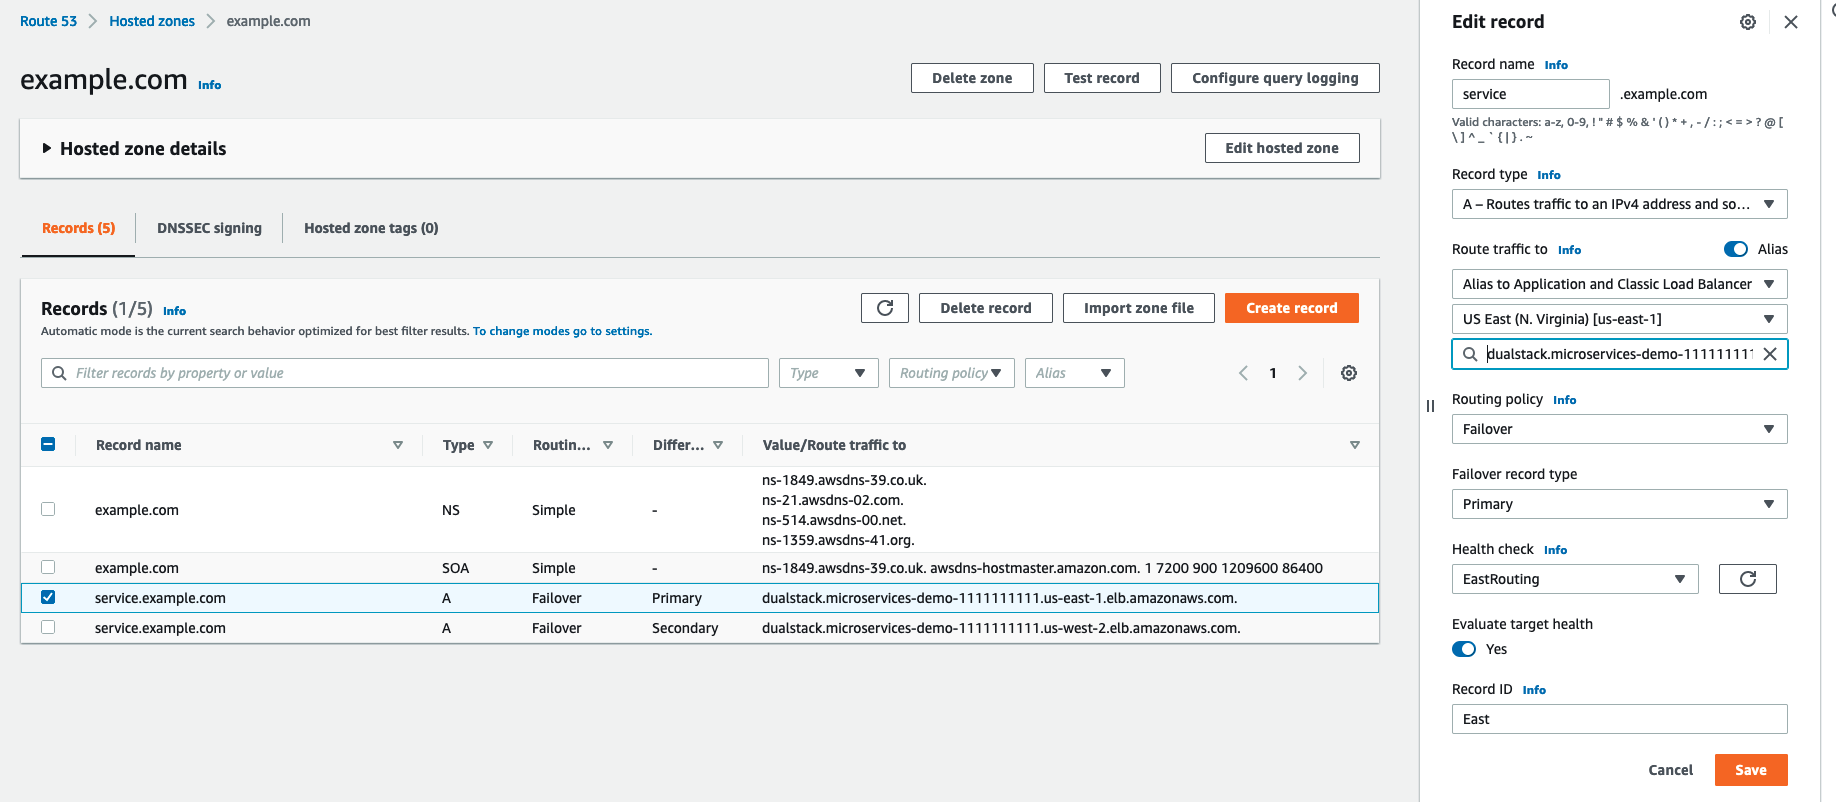 Route 53 > Hosted zones > example.com
example.com Info
Delete zone
Test record
Configure query logging
Hosted zone details
Edit hosted zone
Records (5)
DNSSEC signing
Hosted zone tags (0)
Records (1/5) Info
Automatic mode is the current search behavior optimized for best filter results. To change modes go to settings.
Delete record
Import zone file
Create record
Filter records by property or value
Type
Routing policy
Alias
1
Record name Type Routin... Differ... Value/Route traffic to
ns-1849.awsdns-39.co.uk.
ns-21.awsdns-02.com.
example.com NS Simple -
ns-514.awsdns-00.net.
ns-1359.awsdns-41.org.
example.com SOA Simple - ns-1849.awsdns-39.co.uk. awsdns-hostmaster.amazon.com. 1 7200 900 1209600 86400
service.example.com A Failover Primary dualstack.microservices-demo-1111111111.us-east-1.elb.amazonaws.com.
service.example.com A Failover Secondary dualstack.microservices-demo-1111111111.us-west-2.elb.amazonaws.com.
Edit record
Record name Info
service .example.com
Valid characters: a-z, 0-9, ! " # $ % & ' ( ) * + , - / : ; < = > ? @ [
\ ] ^ _ ` { | } . ~
Record type Info
A – Routes traffic to an IPv4 address and so...
Route traffic to Info Alias
Alias to Application and Classic Load Balancer
US East (N. Virginia) [us-east-1]
dualstack.microservices-demo-111111111
Routing policy Info
Failover
Failover record type
Primary
Health check Info
EastRouting
Evaluate target health
Yes
Record ID Info
East
Cancel
Save